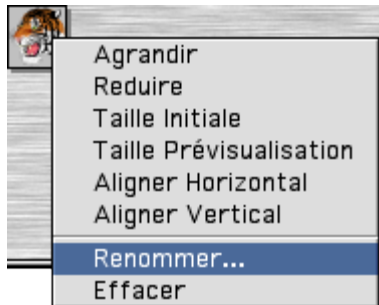 Agrandir
Reduire
Taille Initiale
Taille Prévisualisation
Aligner Horizontal
Aligner Vertical
Renommer...
Effacer